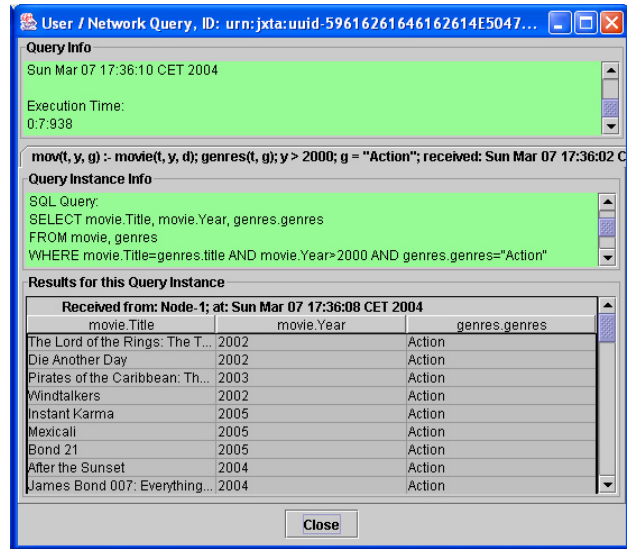 User / Network Query, ID: urn:jxta:uuid-59616261646162614E5047...
Query Info
Sun Mar 07 17:36:10 CET 2004
Execution Time:
0:7:938
mov(t, y, g) :- movie(t, y, d); genres(t, g); y > 2000; g = "Action"; received: Sun Mar 07 17:36:02 C
Query Instance Info
SQL Query:
SELECT movie.Title, movie.Year, genres.genres
FROM movie, genres
WHERE movie.Title=genres.title AND movie.Year>2000 AND genres.genres="Action"
Results for this Query Instance
Received from: Node-1; at: Sun Mar 07 17:36:08 CET 2004
movie.Title movie.Year genres.genres
The Lord of the Rings: The T... 2002 Action
Die Another Day 2002 Action
Pirates of the Caribbean: Th... 2003 Action
Windtalkers 2002 Action
Instant Karma 2005 Action
Mexicali 2005 Action
Bond 21 2005 Action
After the Sunset 2004 Action
James Bond 007: Everything... 2004 Action
Close